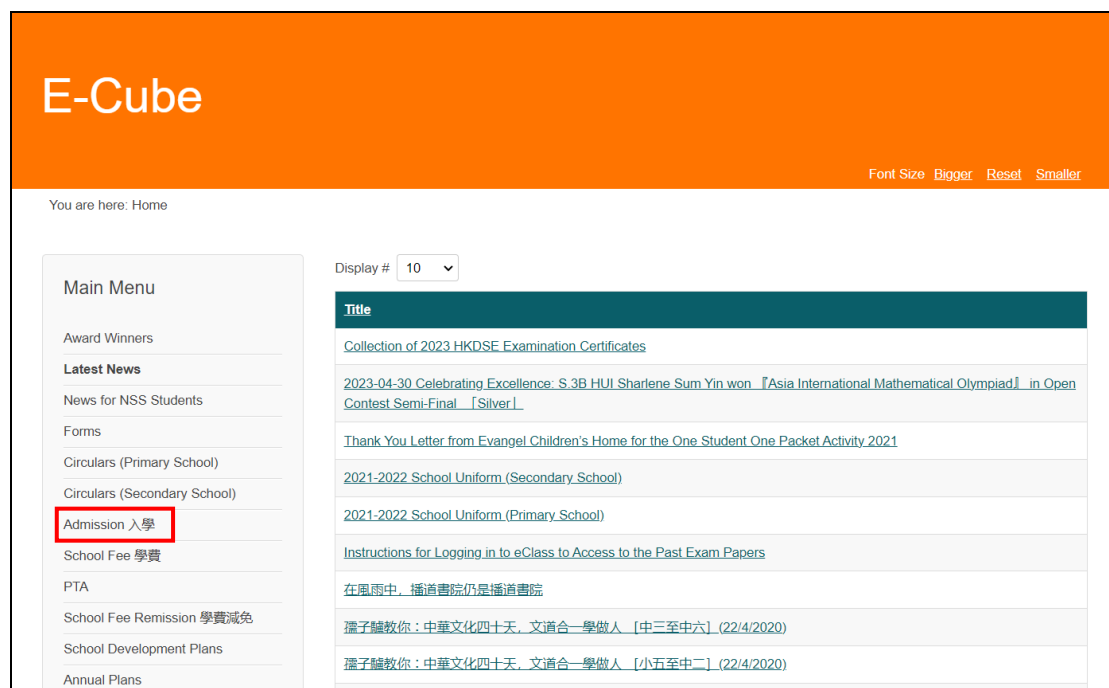 E-Cube
Font Size Bigger Reset Smaller
You are here: Home
Main Menu
Award Winners
Latest News
News for NSS Students
Forms
Circulars (Primary School)
Circulars (Secondary School)
Admission 入學
School Fee 學費
PTA
School Fee Remission 學費減免
School Development Plans
Annual Plans
Display # 10
Title
Collection of 2023 HKDSE Examination Certificates
2023-04-30 Celebrating Excellence: S.3B HUI Sharlene Sum Yin won 『Asia International Mathematical Olympiad』 in Open
Contest Semi-Final 「Silver」
Thank You Letter from Evangel Children's Home for the One Student One Packet Activity 2021
2021-2022 School Uniform (Secondary School)
2021-2022 School Uniform (Primary School)
Instructions for Logging in to eClass to Access to the Past Exam Papers
在風雨中，播道書院仍是播道書院
孺子驢教你：中華文化四十天，文道合一學做人 [中三至中六] (22/4/2020)
孺子驢教你：中華文化四十天，文道合一學做人 [小五至中二] (22/4/2020)